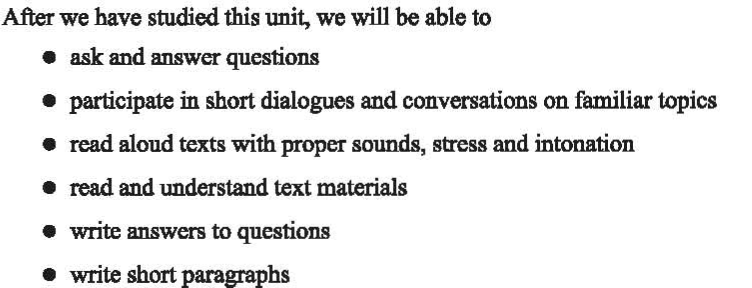 After we have studied this unit, we will be able to
● ask and answer questions
● participate in short dialogues and conversations on familiar topics
● read aloud texts with proper sounds, stress and intonation
● read and understand text materials
● write answers to questions
● write short paragraphs